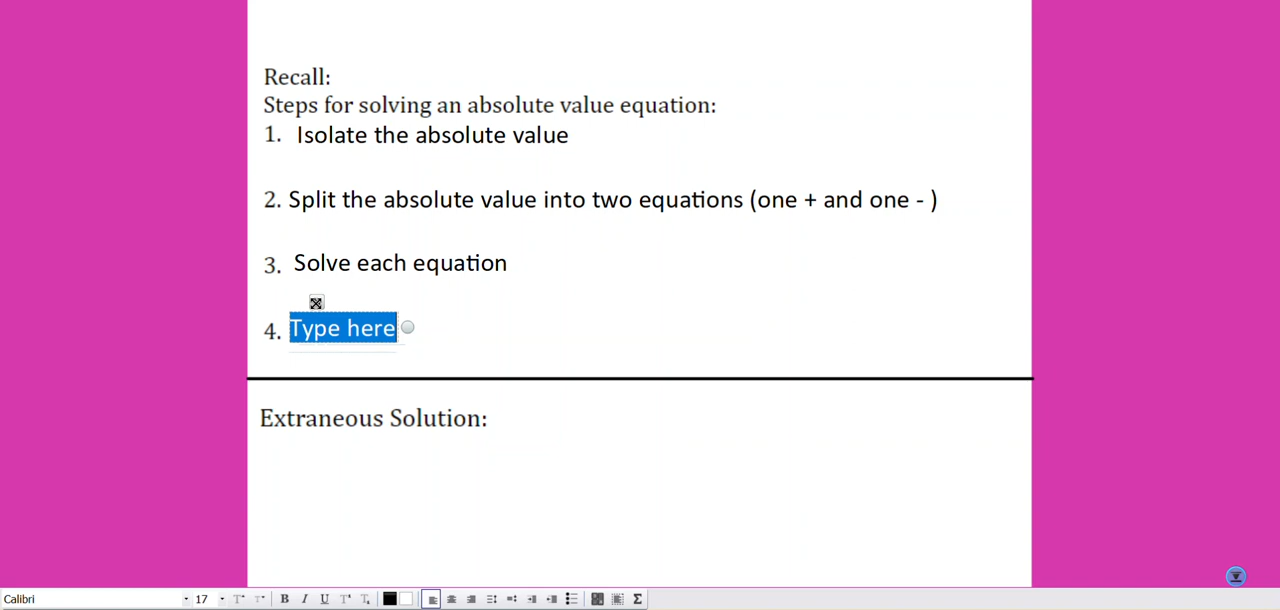 Recall:
Steps for solving an absolute value equation:
1. Isolate the absolute value
2. Split the absolute value into two equations (one + and one - )
3. Solve each equation
4. Type here
Extraneous Solution:
Calibri 17 B I U Σ